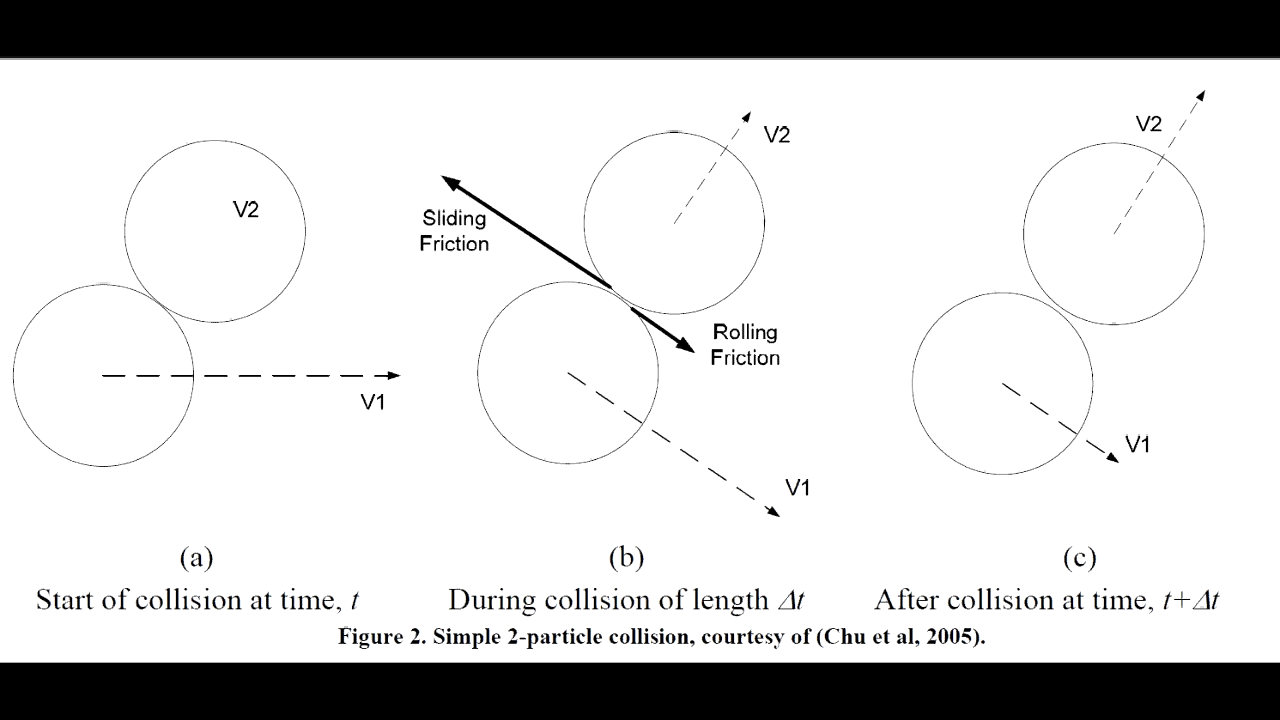 V2
V1
(a)
Start of collision at time, t
V2
Sliding
Friction
Rolling
Friction
V1
(b)
During collision of length Δt
V2
V1
(c)
After collision at time, t+Δt
Figure 2. Simple 2-particle collision, courtesy of (Chu et al, 2005).